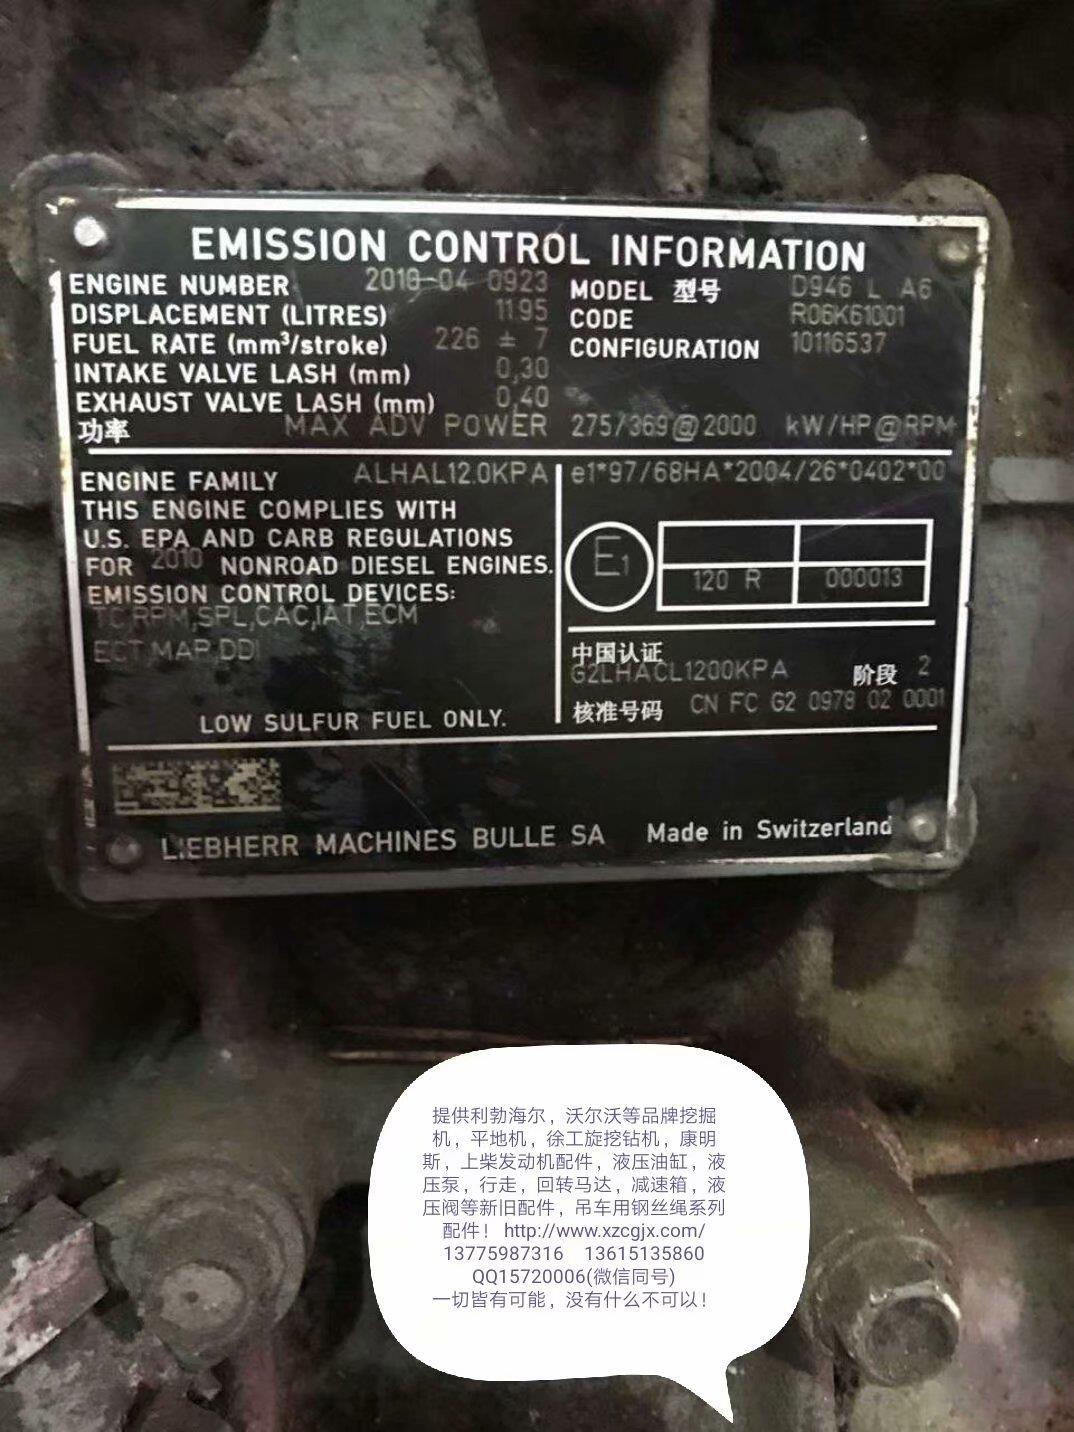 EMISSION CONTROL INFORMATION
ENGINE NUMBER 2010-04 0923
MODEL 型号 D946 L A6
DISPLACEMENT (LITRES) 11.95
CODE R06K61001
FUEL RATE (mm³/stroke) 226 ± 7
CONFIGURATION 10116537
INTAKE VALVE LASH (mm) 0,30
EXHAUST VALVE LASH (mm) 0,40
功率 MAX ADV POWER 275/369@2000 kW/HP@RPM
ENGINE FAMILY ALHAL12.0KPA
THIS ENGINE COMPLIES WITH
U.S. EPA AND CARB REGULATIONS
FOR 2010 NONROAD DIESEL ENGINES.
EMISSION CONTROL DEVICES:
TC,RPM,SPL,CAC,IAT,ECM
ECT,MAP,DDI
LOW SULFUR FUEL ONLY.
e1*97/68HA*2004/26*0402*00
E1
120 R 000013
中国认证
G2LHACL1200KPA 阶段 2
核准号码 CN FC G2 0978 02 0001
LIEBHERR MACHINES BULLE SA Made in Switzerland
提供利勃海尔，沃尔沃等品牌挖掘
机，平地机，徐工旋挖钻机，康明
斯，上柴发动机配件，液压油缸，液
压泵，行走，回转马达，减速箱，液
压阀等新旧配件，吊车用钢丝绳系列
配件！http://www.xzcgjx.com/
13775987316 13615135860
QQ15720006(微信同号)
一切皆有可能，没有什么不可以！